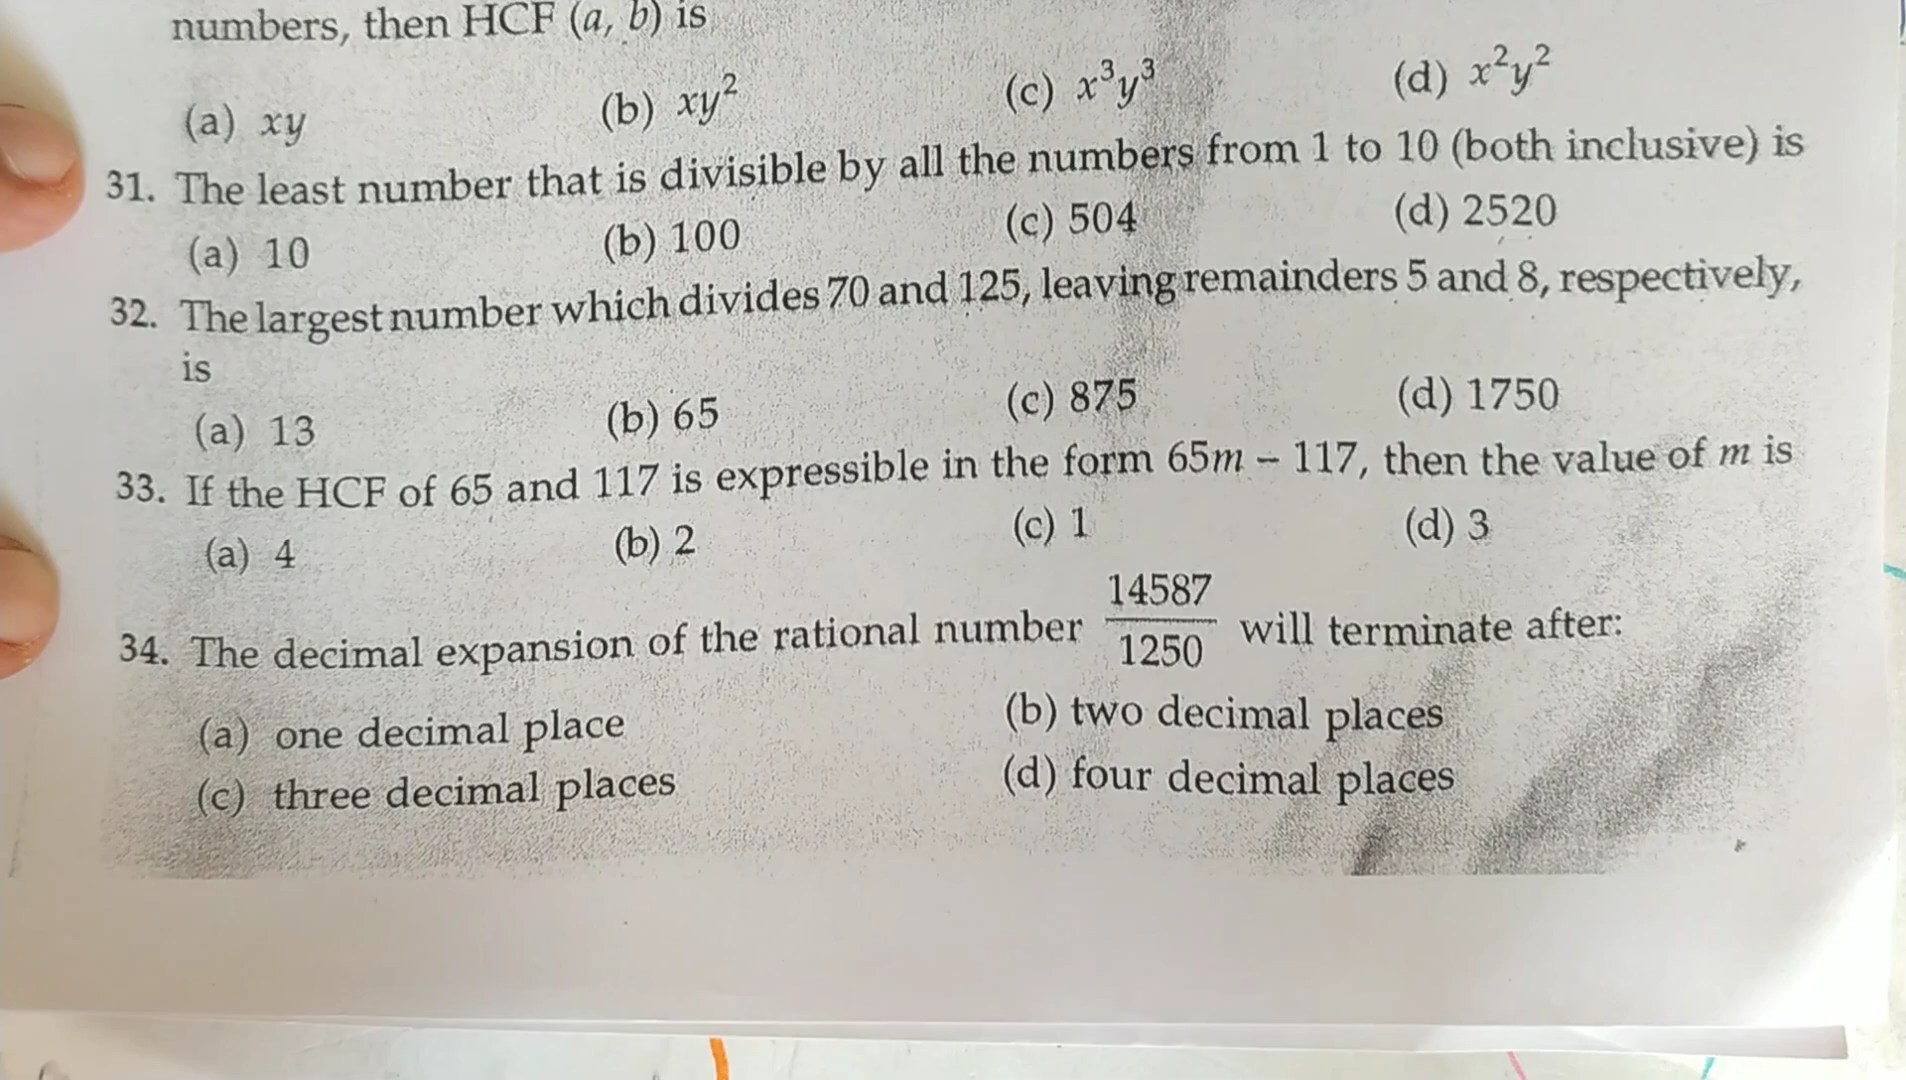 numbers, then HCF (a, b) is
(a) xy (b) xy² (c) x³y³ (d) x²y²
31. The least number that is divisible by all the numbers from 1 to 10 (both inclusive) is
(a) 10 (b) 100 (c) 504 (d) 2520
32. The largest number which divides 70 and 125, leaving remainders 5 and 8, respectively,
is
(a) 13 (b) 65 (c) 875 (d) 1750
33. If the HCF of 65 and 117 is expressible in the form 65m – 117, then the value of m is
(a) 4 (b) 2 (c) 1 (d) 3
34. The decimal expansion of the rational number 14587/1250 will terminate after:
(a) one decimal place (b) two decimal places
(c) three decimal places (d) four decimal places